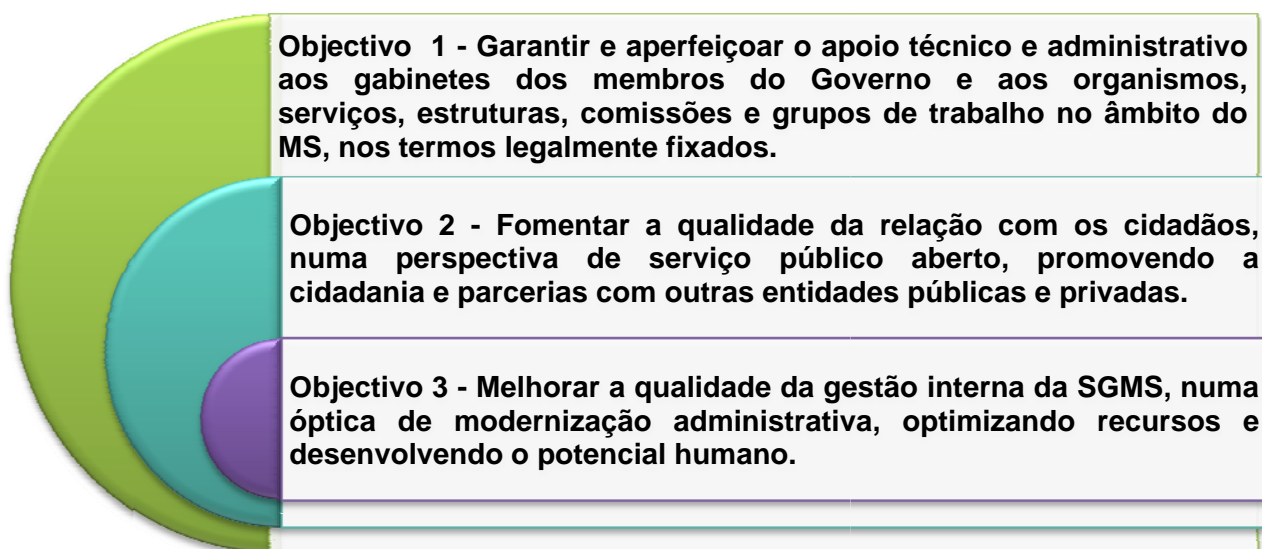 Objectivo 1 - Garantir e aperfeiçoar o apoio técnico e administrativo
aos gabinetes dos membros do Governo e aos organismos,
serviços, estruturas, comissões e grupos de trabalho no âmbito do
MS, nos termos legalmente fixados.
Objectivo 2 - Fomentar a qualidade da relação com os cidadãos,
numa perspectiva de serviço público aberto, promovendo a
cidadania e parcerias com outras entidades públicas e privadas.
Objectivo 3 - Melhorar a qualidade da gestão interna da SGMS, numa
óptica de modernização administrativa, optimizando recursos e
desenvolvendo o potencial humano.